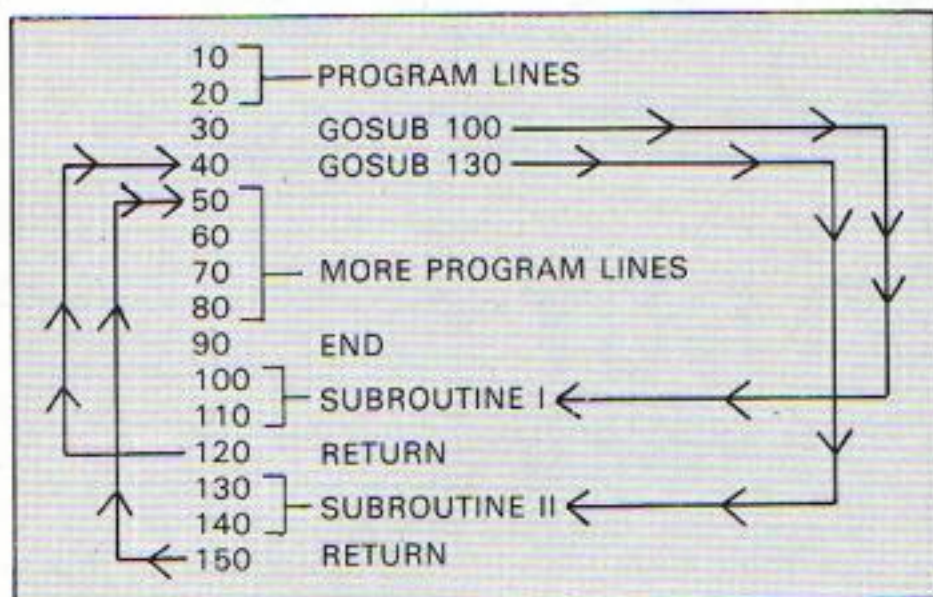 10
20 PROGRAM LINES
30 GOSUB 100
40 GOSUB 130
50
60
70 MORE PROGRAM LINES
80
90 END
100
110 SUBROUTINE I
120 RETURN
130
140 SUBROUTINE II
150 RETURN